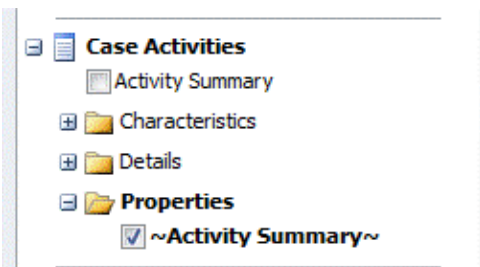 Case Activities
Activity Summary
Characteristics
Details
Properties
~Activity Summary~